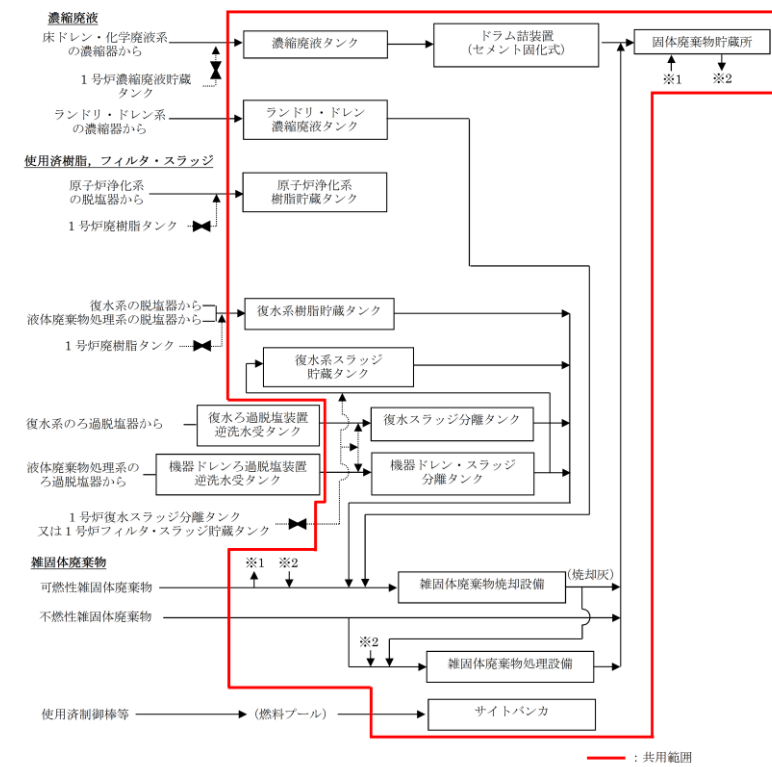 濃縮廃液
床ドレン・化学廃液系
の濃縮器から
濃縮廃液タンク
ドラム詰装置
(セメント固化式)
固体廃棄物貯蔵所
※1
※2
1号炉濃縮廃液貯蔵
タンク
ランドリ・ドレン系
の濃縮器から
ランドリ・ドレン
濃縮廃液タンク
使用済樹脂，フィルタ・スラッジ
原子炉浄化系
の脱塩器から
原子炉浄化系
樹脂貯蔵タンク
1号炉廃樹脂タンク
復水系の脱塩器から
液体廃棄物処理系の脱塩器から
復水系樹脂貯蔵タンク
1号炉廃樹脂タンク
復水系スラッジ
貯蔵タンク
復水系のろ過脱塩器から
復水ろ過脱塩装置
逆洗水受タンク
復水スラッジ分離タンク
液体廃棄物処理系の
ろ過脱塩器から
機器ドレンろ過脱塩装置
逆洗水受タンク
機器ドレン・スラッジ
分離タンク
1号炉復水スラッジ分離タンク
又は1号炉フィルタ・スラッジ貯蔵タンク
雑固体廃棄物
※1
※2
可燃性雑固体廃棄物
雑固体廃棄物焼却設備
(焼却灰)
不燃性雑固体廃棄物
※2
雑固体廃棄物処理設備
使用済制御棒等
(燃料プール)
サイトバンカ
：共用範囲